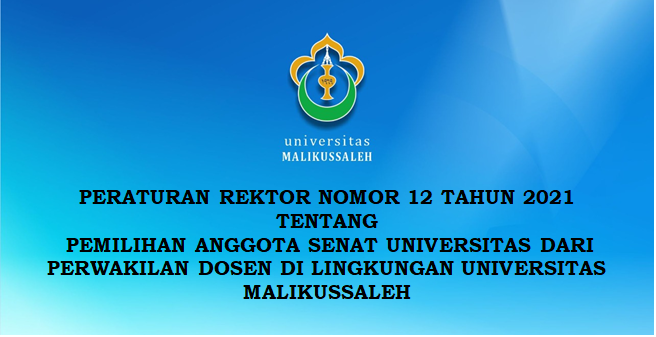 universitas
MALIKUSSALEH
PERATURAN REKTOR NOMOR 12 TAHUN 2021
TENTANG
PEMILIHAN ANGGOTA SENAT UNIVERSITAS DARI
PERWAKILAN DOSEN DI LINGKUNGAN UNIVERSITAS
MALIKUSSALEH